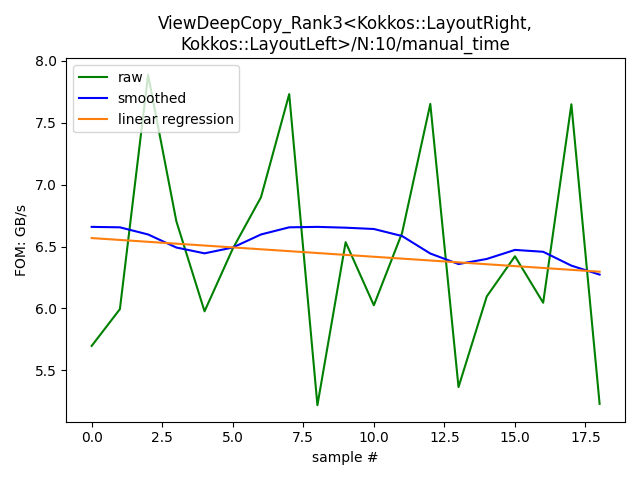 ViewDeepCopy_Rank3<Kokkos::LayoutRight,
Kokkos::LayoutLeft>/N:10/manual_time
raw
smoothed
linear regression
FOM: GB/s
8.0
7.5
7.0
6.5
6.0
5.5
0.0 2.5 5.0 7.5 10.0 12.5 15.0 17.5
sample #